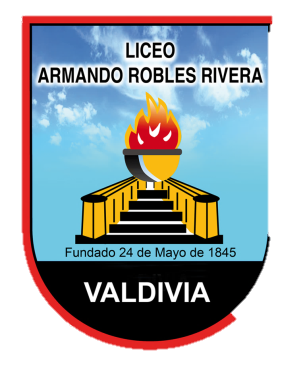 LICEO
ARMANDO ROBLES RIVERA
Fundado 24 de Mayo de 1845
VALDIVIA